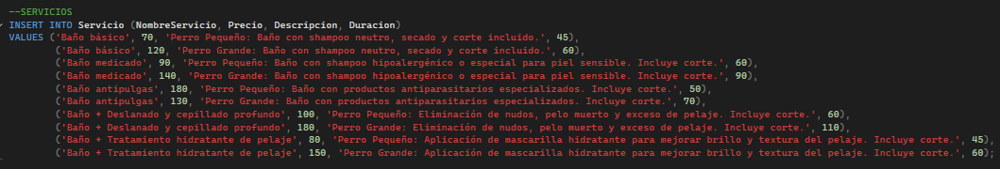 --SERVICIOS
INSERT INTO Servicio (NombreServicio, Precio, Descripcion, Duracion)
VALUES ('Baño básico', 70, 'Perro Pequeño: Baño con shampoo neutro, secado y corte incluido.', 45),
('Baño básico', 120, 'Perro Grande: Baño con shampoo neutro, secado y corte incluido.', 60),
('Baño medicado', 90, 'Perro Pequeño: Baño con shampoo hipoalergénico o especial para piel sensible. Incluye corte.', 60),
('Baño medicado', 140, 'Perro Grande: Baño con shampoo hipoalergénico o especial para piel sensible. Incluye corte.', 90),
('Baño antipulgas', 180, 'Perro Pequeño: Baño con productos antiparasitarios especializados. Incluye corte.', 50),
('Baño antipulgas', 130, 'Perro Grande: Baño con productos antiparasitarios especializados. Incluye corte.', 70),
('Baño + Deslanado y cepillado profundo', 100, 'Perro Pequeño: Eliminación de nudos, pelo muerto y exceso de pelaje. Incluye corte.', 60),
('Baño + Deslanado y cepillado profundo', 180, 'Perro Grande: Eliminación de nudos, pelo muerto y exceso de pelaje. Incluye corte.', 110),
('Baño + Tratamiento hidratante de pelaje', 80, 'Perro Pequeño: Aplicación de mascarilla hidratante para mejorar brillo y textura del pelaje. Incluye corte.', 45),
('Baño + Tratamiento hidratante de pelaje', 150, 'Perro Grande: Aplicación de mascarilla hidratante para mejorar brillo y textura del pelaje. Incluye corte.', 60);